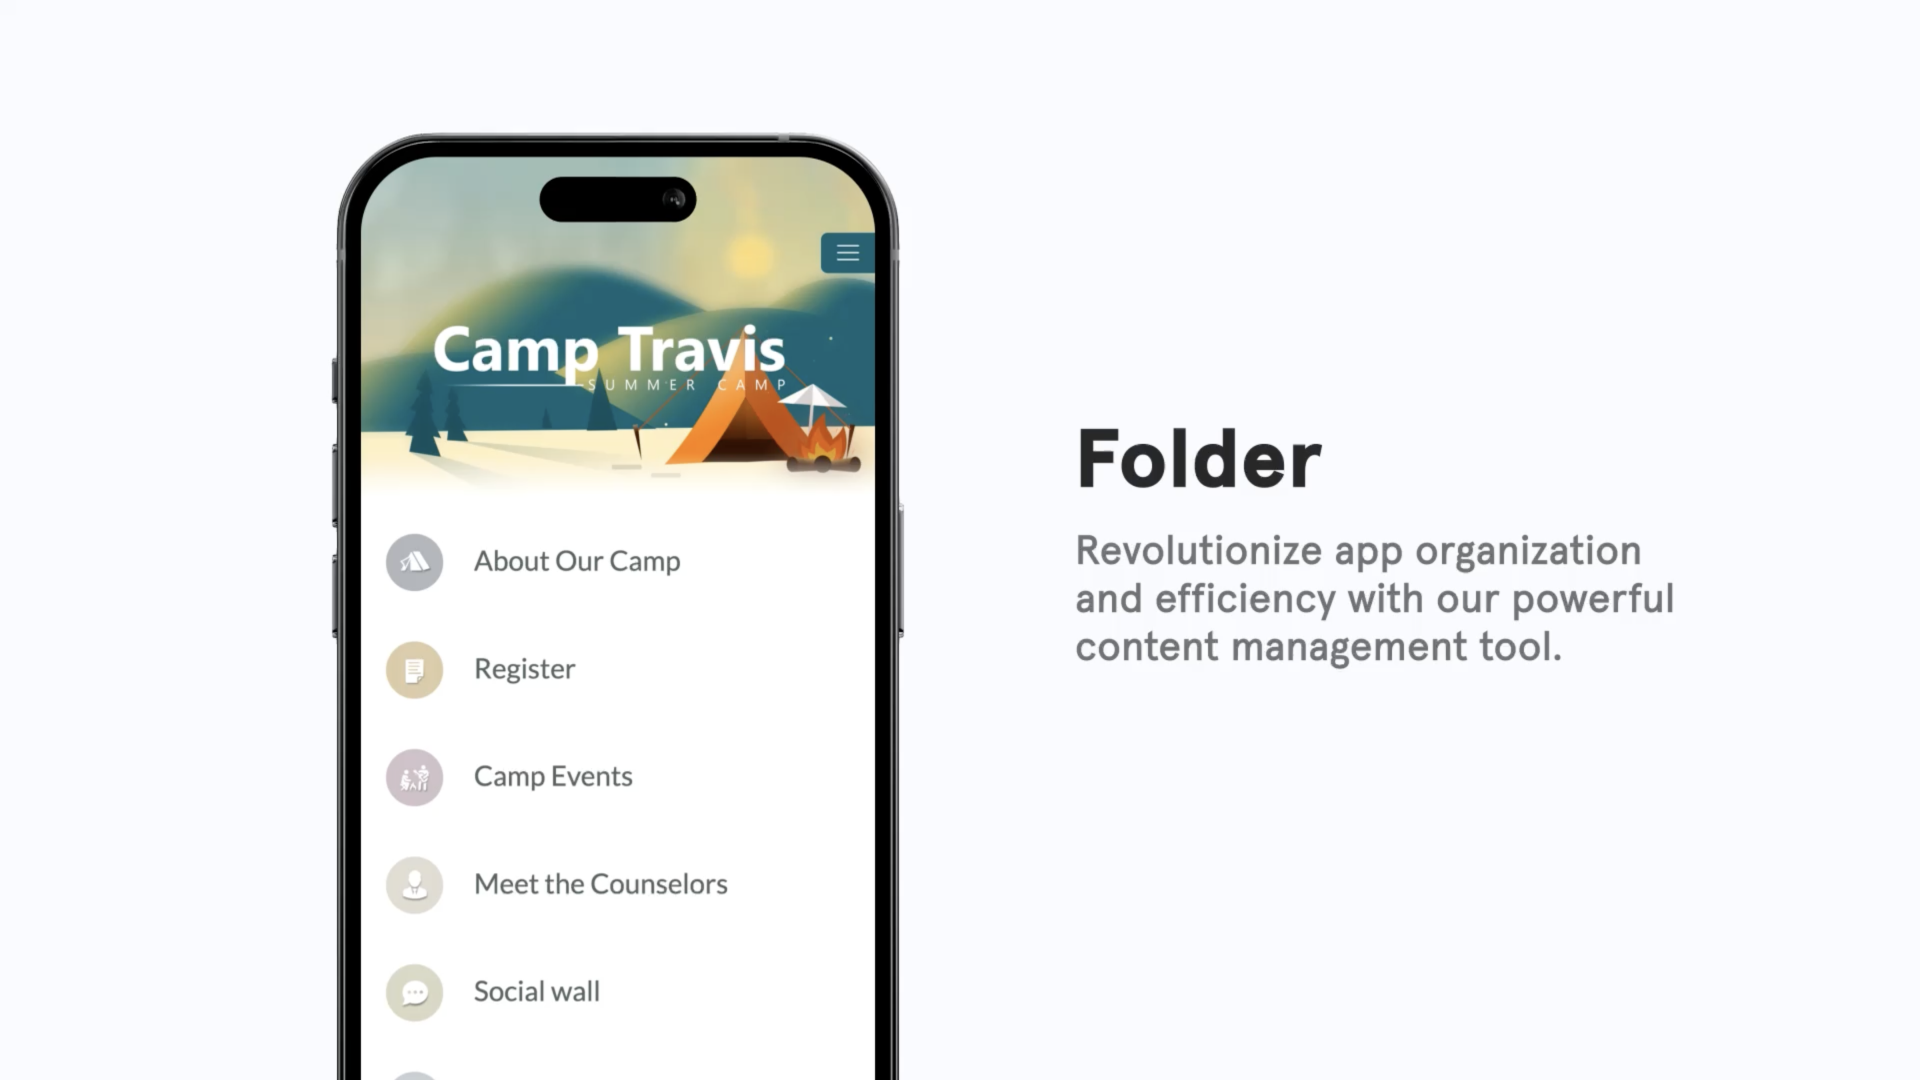 Camp Travis
SUMMER CAMP
About Our Camp
Register
Camp Events
Meet the Counselors
Social wall
Folder
Revolutionize app organization
and efficiency with our powerful
content management tool.